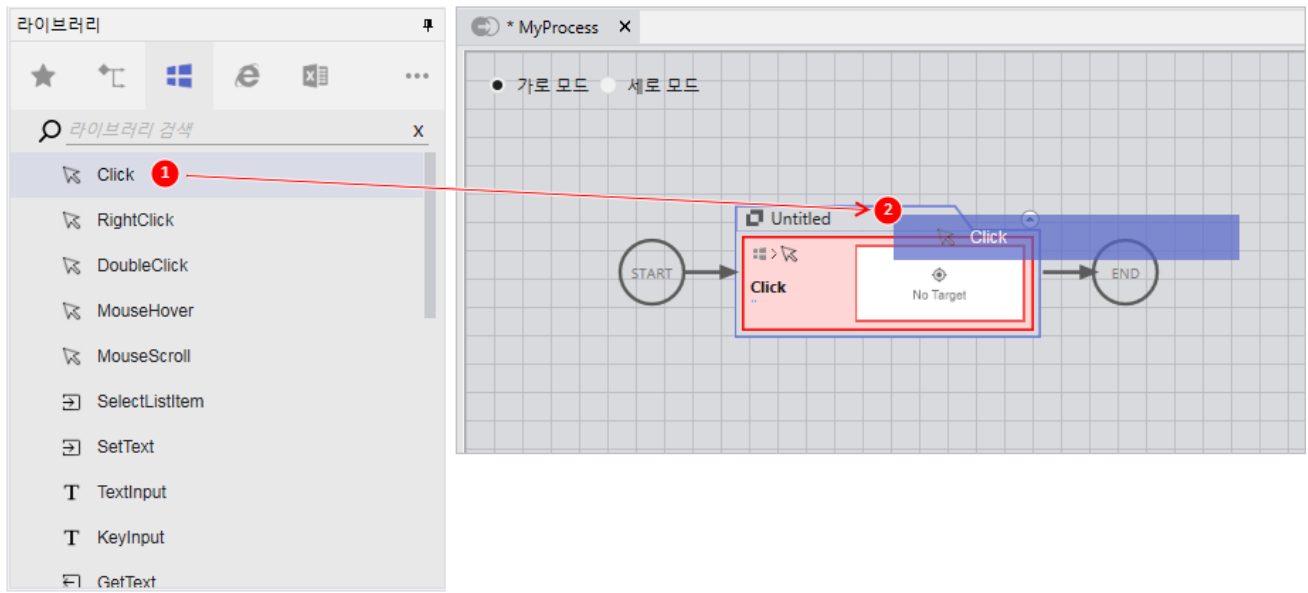 라이브러리
라이브러리 검색 X
Click 1
RightClick
DoubleClick
MouseHover
MouseScroll
SelectListItem
SetText
TextInput
KeyInput
GetText
* MyProcess ✕
가로 모드 세로 모드
2
Untitled
Click
START
Click
No Target
END